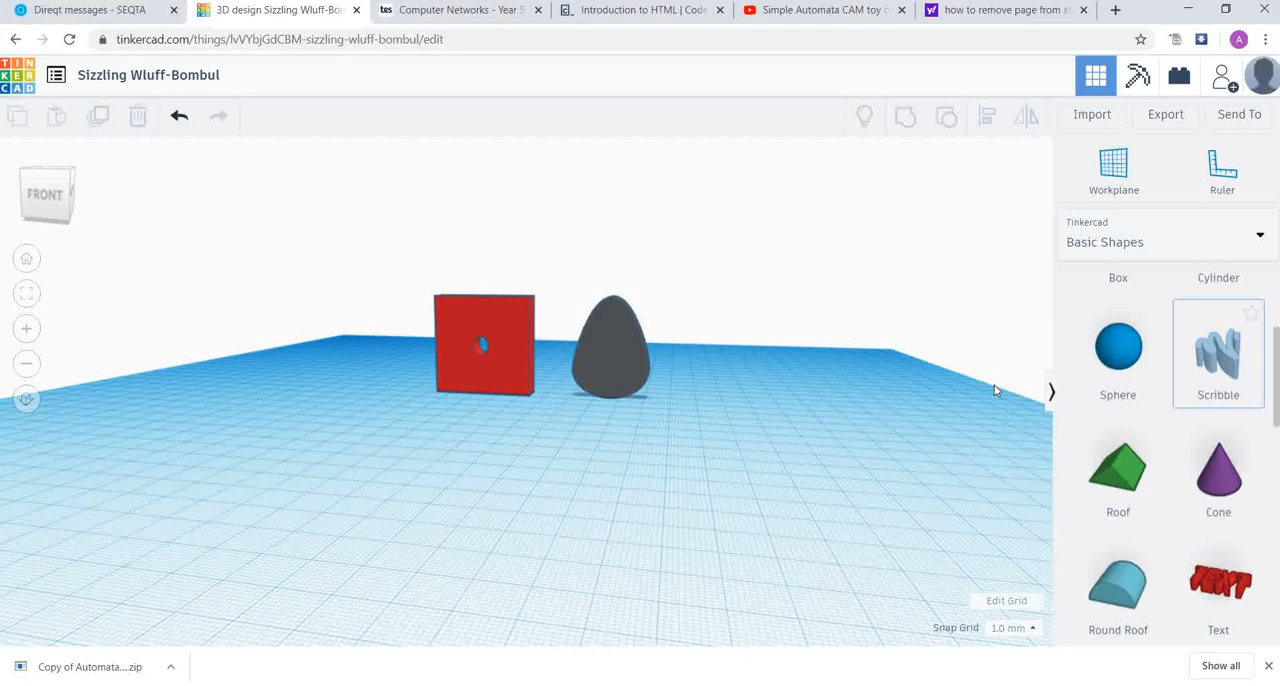 Direqt messages - SEQTA
3D design Sizzling Wluff-Bom
tes Computer Networks - Year 5
Introduction to HTML | Code
Simple Automata CAM toy c
how to remove page from s
tinkercad.com/things/lvVYbjGdCBM-sizzling-wluff-bombul/edit
A
TIN
KER
CAD
Sizzling Wluff-Bombul
Import
Export
Send To
FRONT
Workplane
Ruler
Tinkercad
Basic Shapes
Box
Cylinder
Sphere
Scribble
Roof
Cone
TEXT
Round Roof
Text
Edit Grid
Snap Grid
1.0 mm
Copy of Automata....zip
Show all